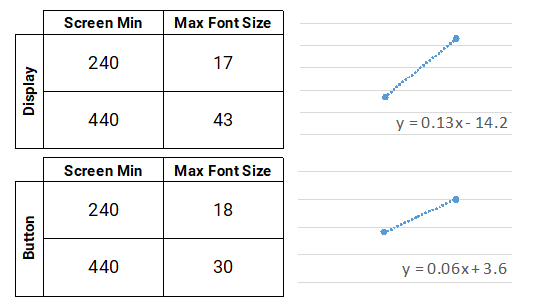 Screen Min Max Font Size
Display
240 17
440 43
y = 0.13x - 14.2
Screen Min Max Font Size
Button
240 18
440 30
y = 0.06x + 3.6